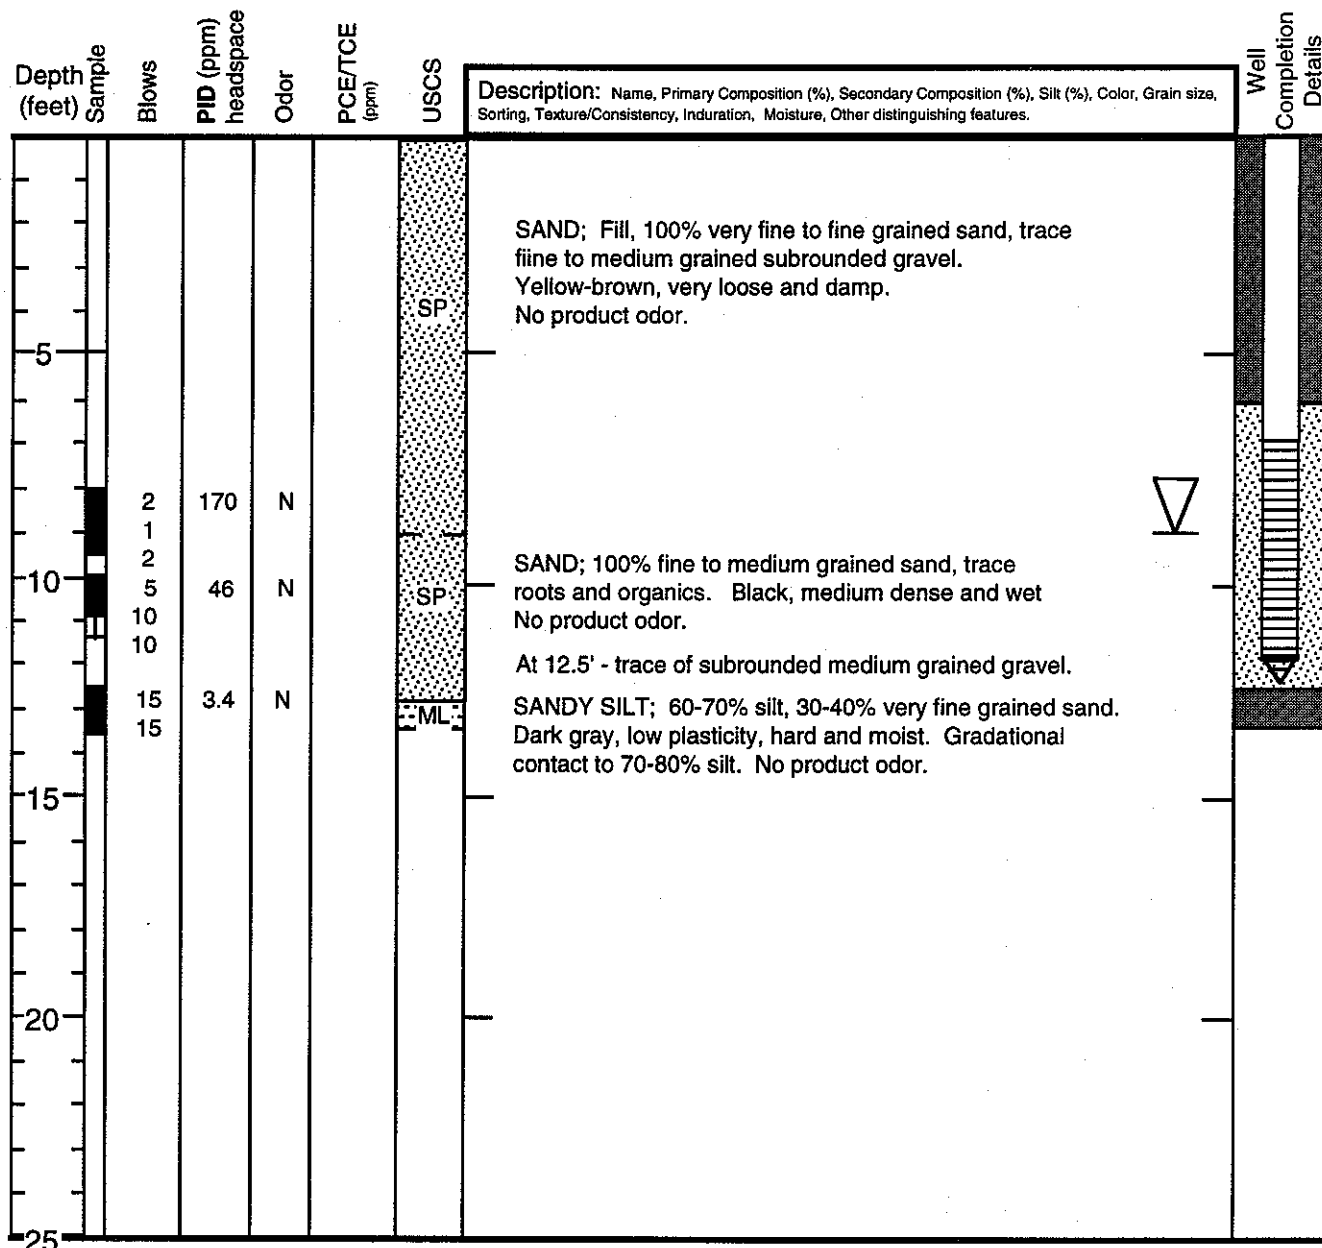 Depth (feet)
Sample
Blows
PID (ppm) headspace
Odor
PCE/TCE (ppm)
USCS
Description: Name, Primary Composition (%), Secondary Composition (%), Silt (%), Color, Grain size,
Sorting, Texture/Consistency, Induration, Moisture, Other distinguishing features.
Well Completion Details
SAND; Fill, 100% very fine to fine grained sand, trace
fiine to medium grained subrounded gravel.
Yellow-brown, very loose and damp.
SP
No product odor.
5
2 170 N
1
2
SAND; 100% fine to medium grained sand, trace
10 5 46 N SP roots and organics. Black, medium dense and wet
10 No product odor.
10
At 12.5' - trace of subrounded medium grained gravel.
15 3.4 N ML SANDY SILT; 60-70% silt, 30-40% very fine grained sand.
15 Dark gray, low plasticity, hard and moist. Gradational
contact to 70-80% silt. No product odor.
15
20
25